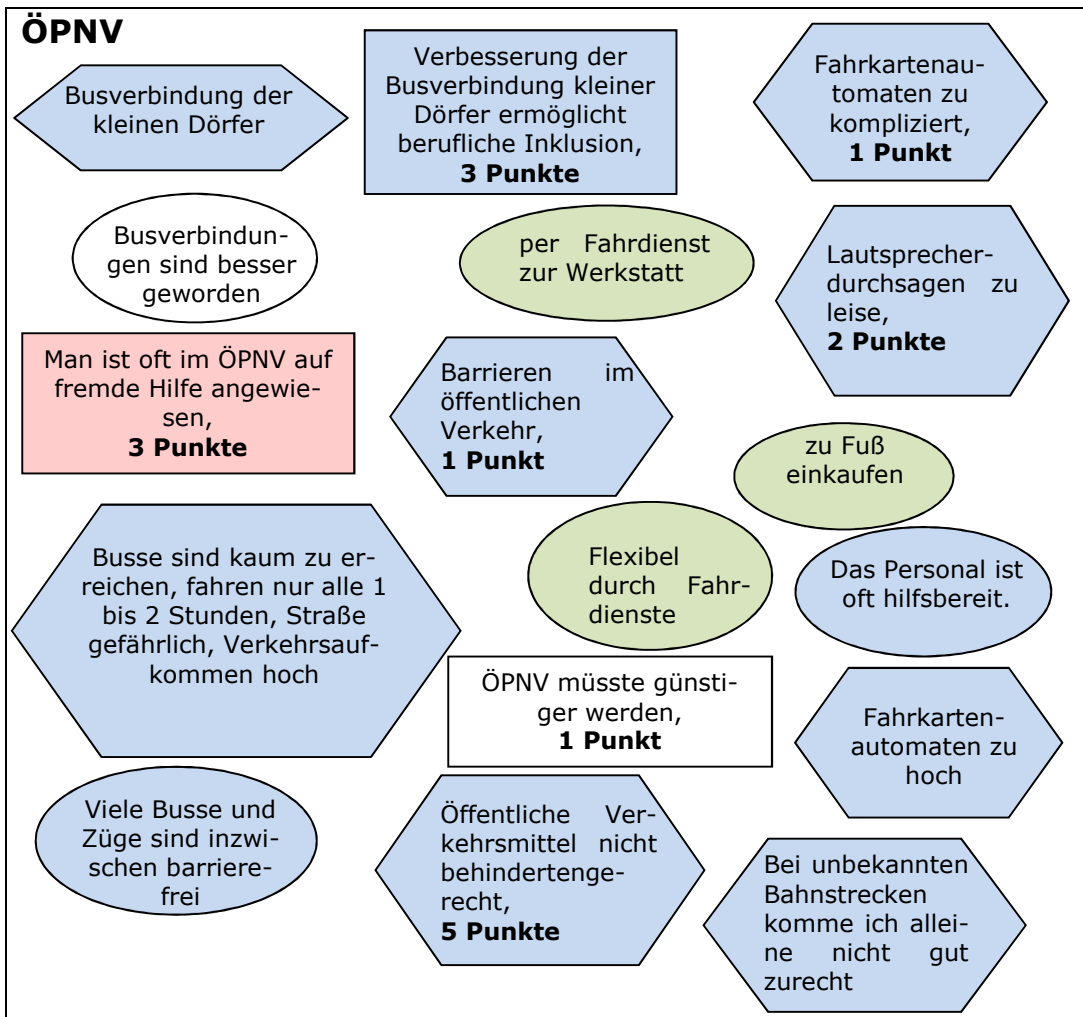 ÖPNV
Busverbindung der
kleinen Dörfer
Verbesserung der
Busverbindung kleiner
Dörfer ermöglicht
berufliche Inklusion,
3 Punkte
Fahrkartenau-
tomaten zu
kompliziert,
1 Punkt
Busverbindun-
gen sind besser
geworden
per Fahrdienst
zur Werkstatt
Lautsprecher-
durchsagen zu
leise,
2 Punkte
Man ist oft im ÖPNV auf
fremde Hilfe angewie-
sen,
3 Punkte
Barrieren im
öffentlichen
Verkehr,
1 Punkt
zu Fuß
einkaufen
Busse sind kaum zu er-
reichen, fahren nur alle 1
bis 2 Stunden, Straße
gefährlich, Verkehrsauf-
kommen hoch
Flexibel
durch Fahr-
dienste
Das Personal ist
oft hilfsbereit.
ÖPNV müsste günsti-
ger werden,
1 Punkt
Fahrkarten-
automaten zu
hoch
Viele Busse und
Züge sind inzwi-
schen barriere-
frei
Öffentliche Ver-
kehrsmittel nicht
behindertenge-
recht,
5 Punkte
Bei unbekannten
Bahnstrecken
komme ich allei-
ne nicht gut
zurecht